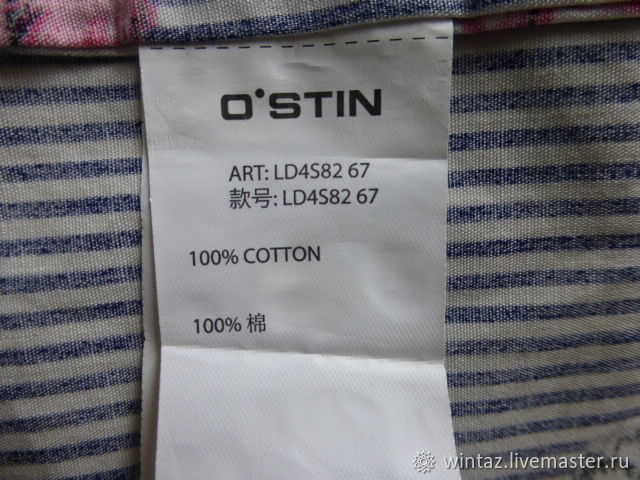 O'STIN
ART: LD4S82 67
款号: LD4S82 67
100% COTTON
100% 棉
wintaz.livemaster.ru